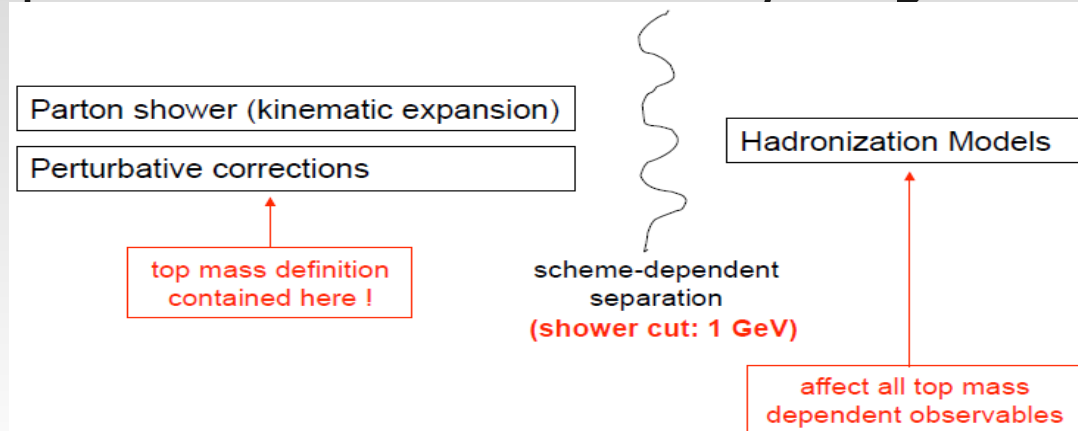 Parton shower (kinematic expansion)
Perturbative corrections
top mass definition
contained here !
scheme-dependent
separation
(shower cut: 1 GeV)
Hadronization Models
affect all top mass
dependent observables